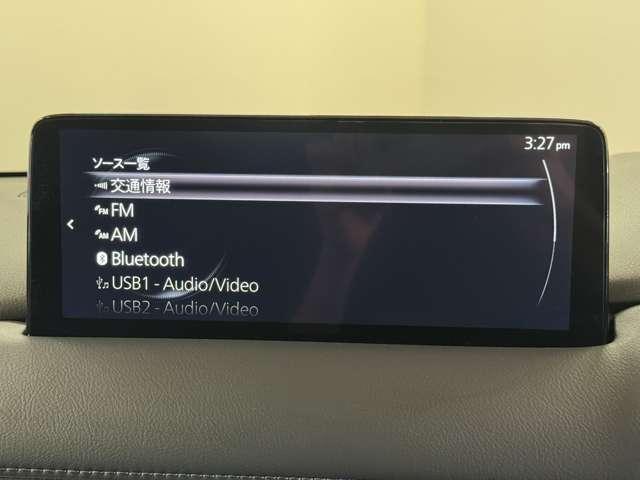 3:27 pm
ソース一覧
交通情報
FM
AM
Bluetooth
USB1 - Audio/Video
USB2 - Audio/Video